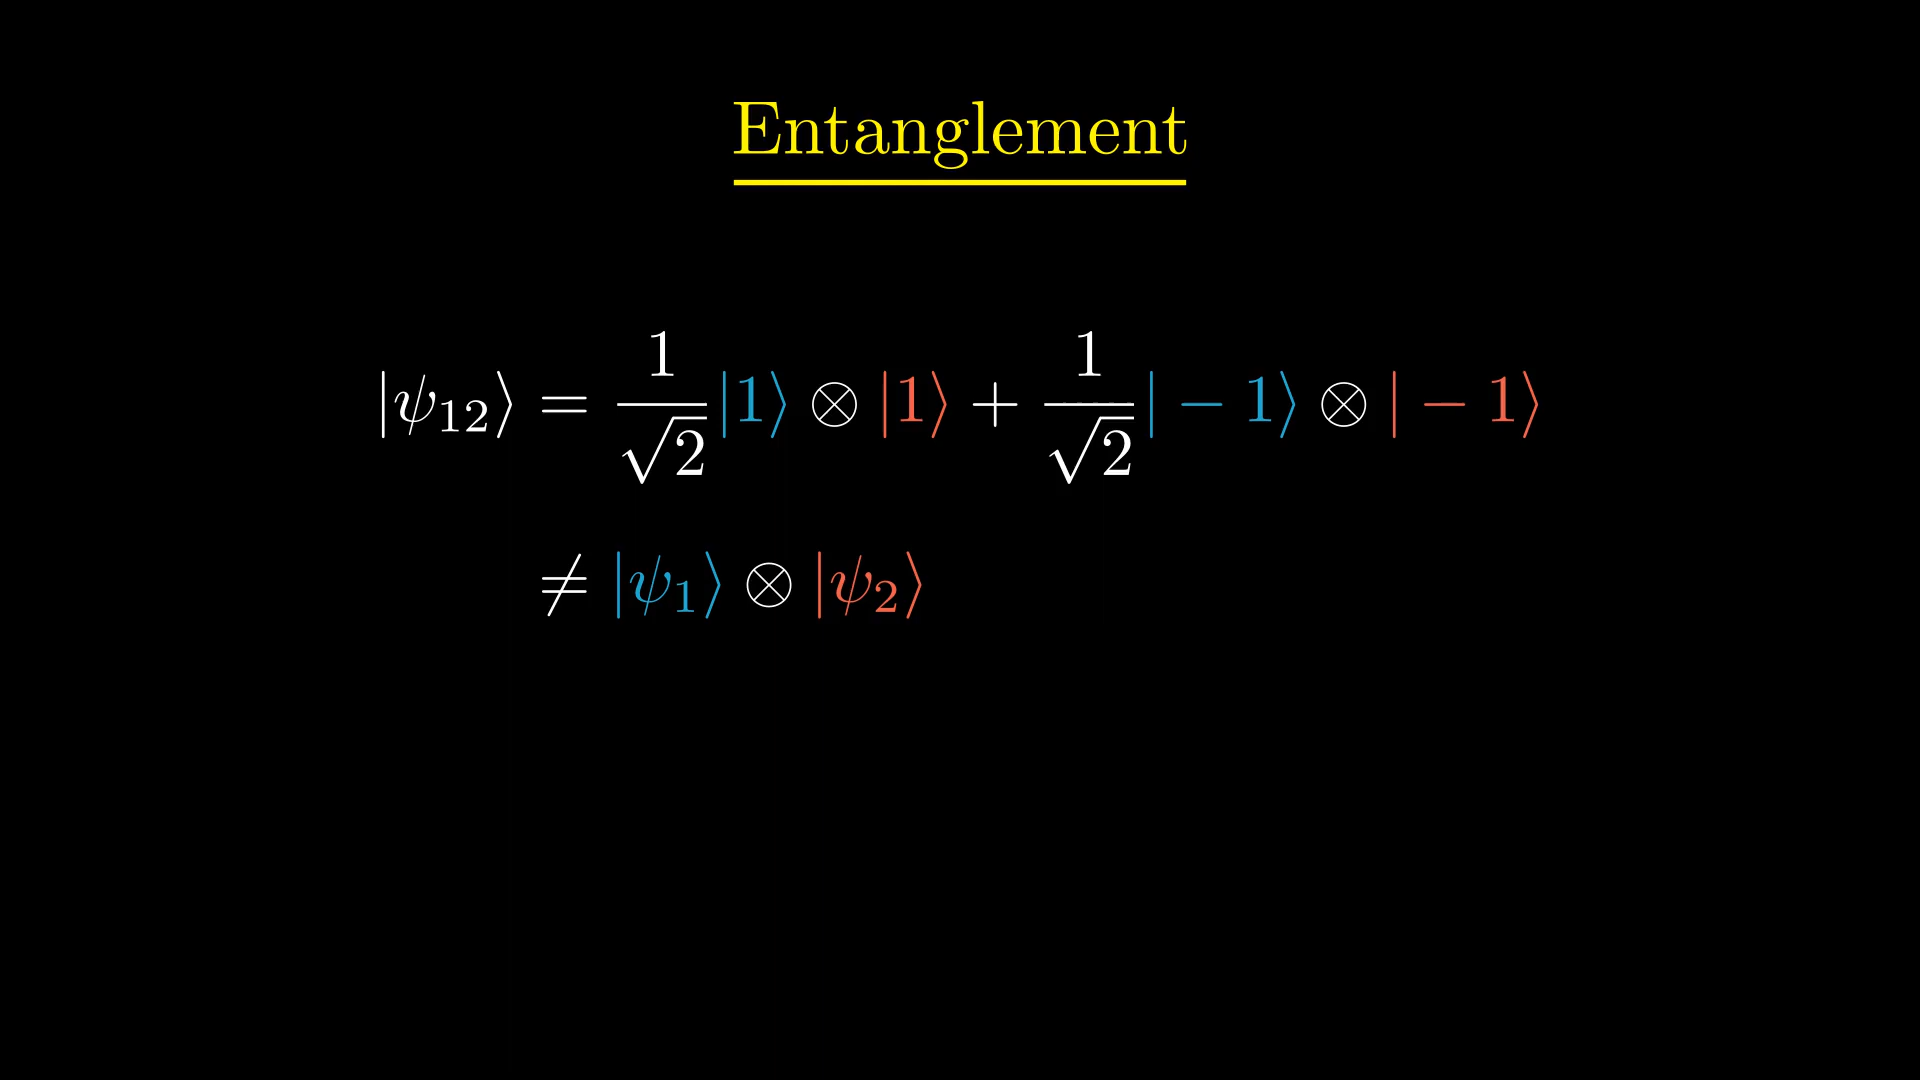 Entanglement
|ψ₁₂⟩ = 1/√2 |1⟩ ⊗ |1⟩ + 1/√2 |− 1⟩ ⊗ |− 1⟩
≠ |ψ₁⟩ ⊗ |ψ₂⟩